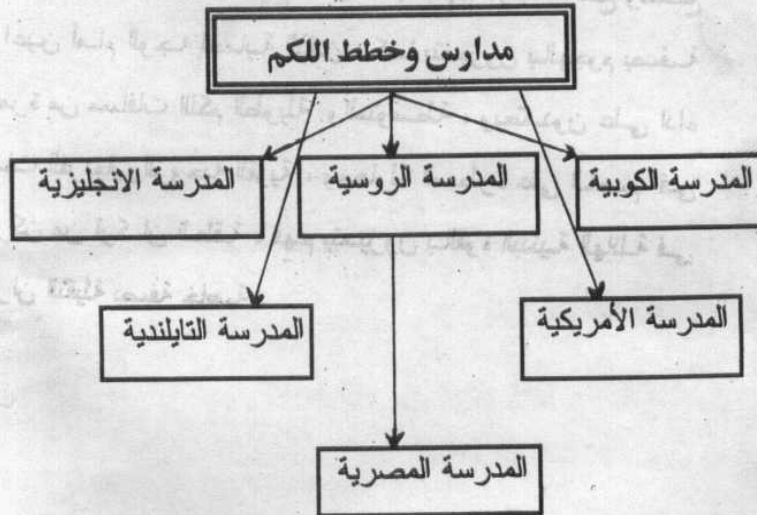 مدارس وخطط اللكم
المدرسة الكوبية
المدرسة الروسية
المدرسة الانجليزية
المدرسة الأمريكية
المدرسة التايلندية
المدرسة المصرية